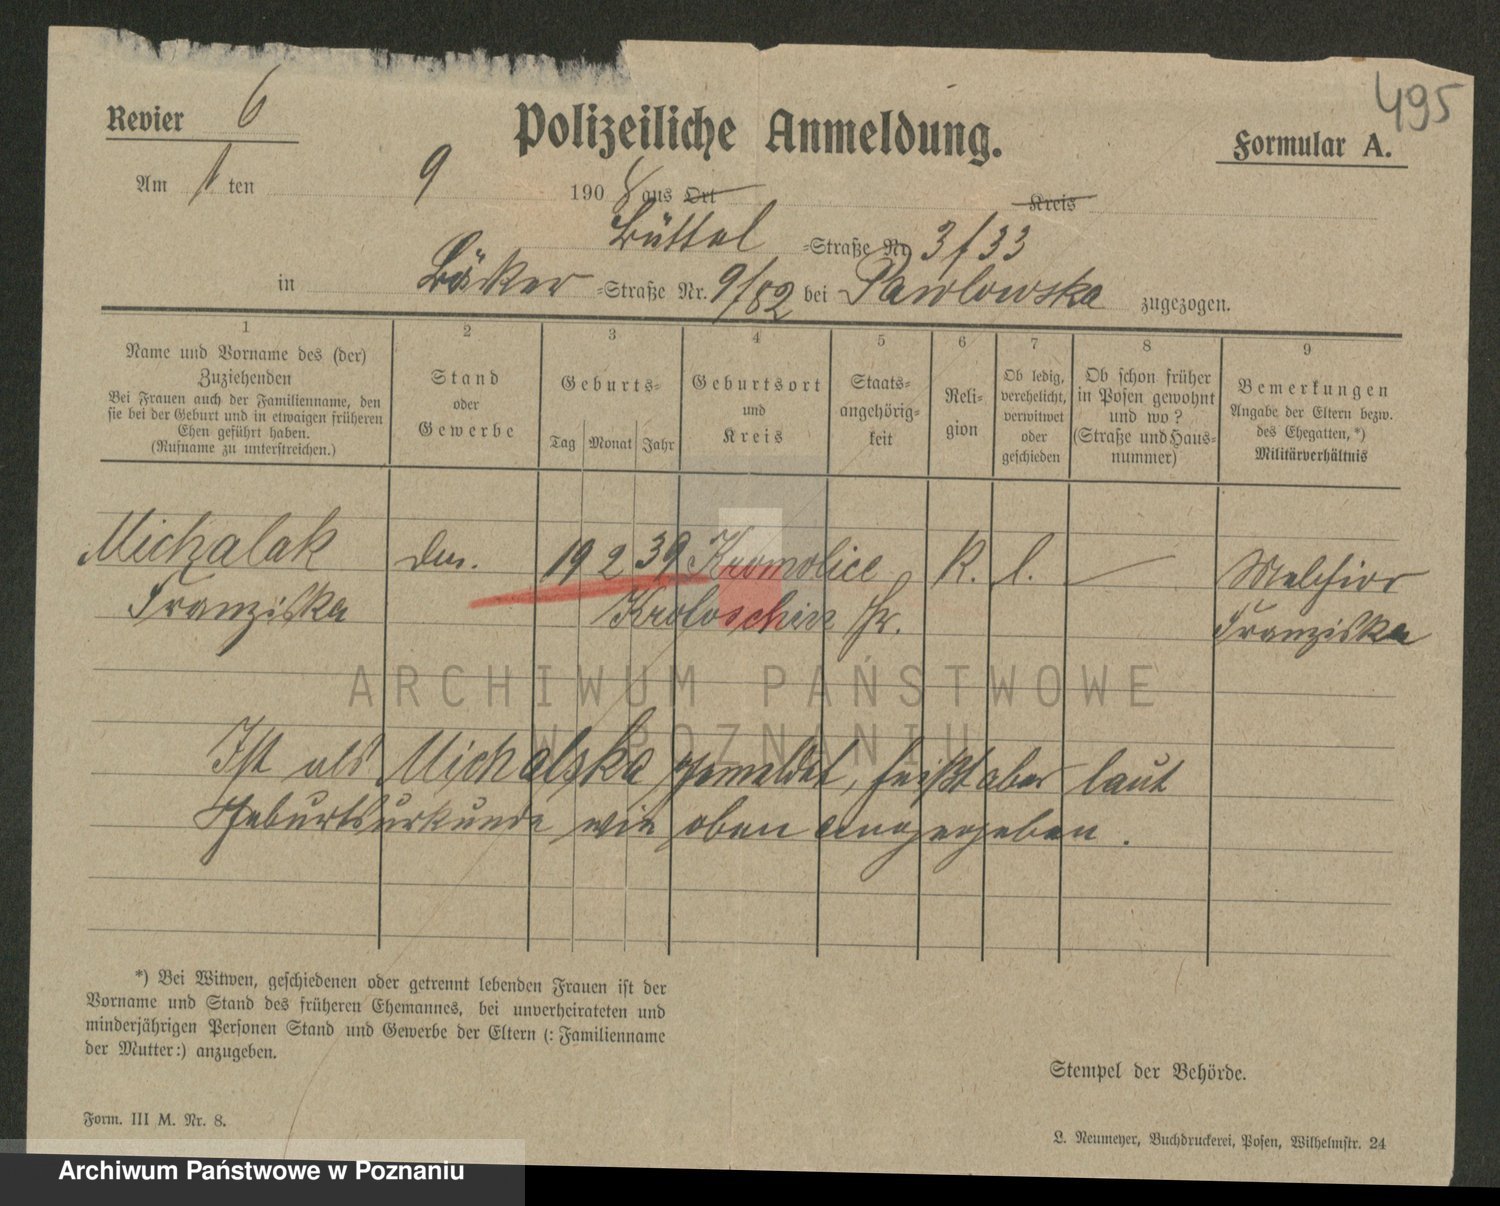 495
Revier 6
Polizeiliche Anmeldung.
Formular A.
Am 1 ten 9 1908 aus Ort Kreis
Büttel -Straße Nr. 3/33
in Bäker -Straße Nr. 9/82 bei Pawlowska zugezogen.
1 2 3 4 5 6 7 8 9
Name und Vorname des (der) Zuziehenden
Bei Frauen auch der Familienname, den
sie bei der Geburt und in etwaigen früheren
Ehen geführt haben.
(Rufname zu unterstreichen.)
Stand
oder
Gewerbe
Geburts-
Tag Monat Jahr
Geburtsort
und
Kreis
Staats-
angehörig-
keit
Reli-
gion
Ob ledig,
verehelicht,
verwitwet
oder
geschieden
Ob schon früher
in Posen gewohnt
und wo?
(Straße und Haus-
nummer)
Bemerkungen
Angabe der Eltern bezw.
des Ehegatten,*)
Militärverhältnis
Michalak 19 2 39 Kromolice K. l. — Melchior
Franziska Kroloschin Pr. Franziska
Ist als Michalska gemeldet, heißt aber laut
Geburtsurkunde wie oben angegeben.
ARCHIWUM PAŃSTWOWE
W POZNANIU
*) Bei Witwen, geschiedenen oder getrennt lebenden Frauen ist der
Vorname und Stand des früheren Ehemannes, bei unverheirateten und
minderjährigen Personen Stand und Gewerbe der Eltern (: Familienname
der Mutter:) anzugeben.
Stempel der Behörde.
Form. III M. Nr. 8.
L. Neumeyer, Buchdruckerei, Posen, Wilhelmstr. 24
Archiwum Państwowe w Poznaniu